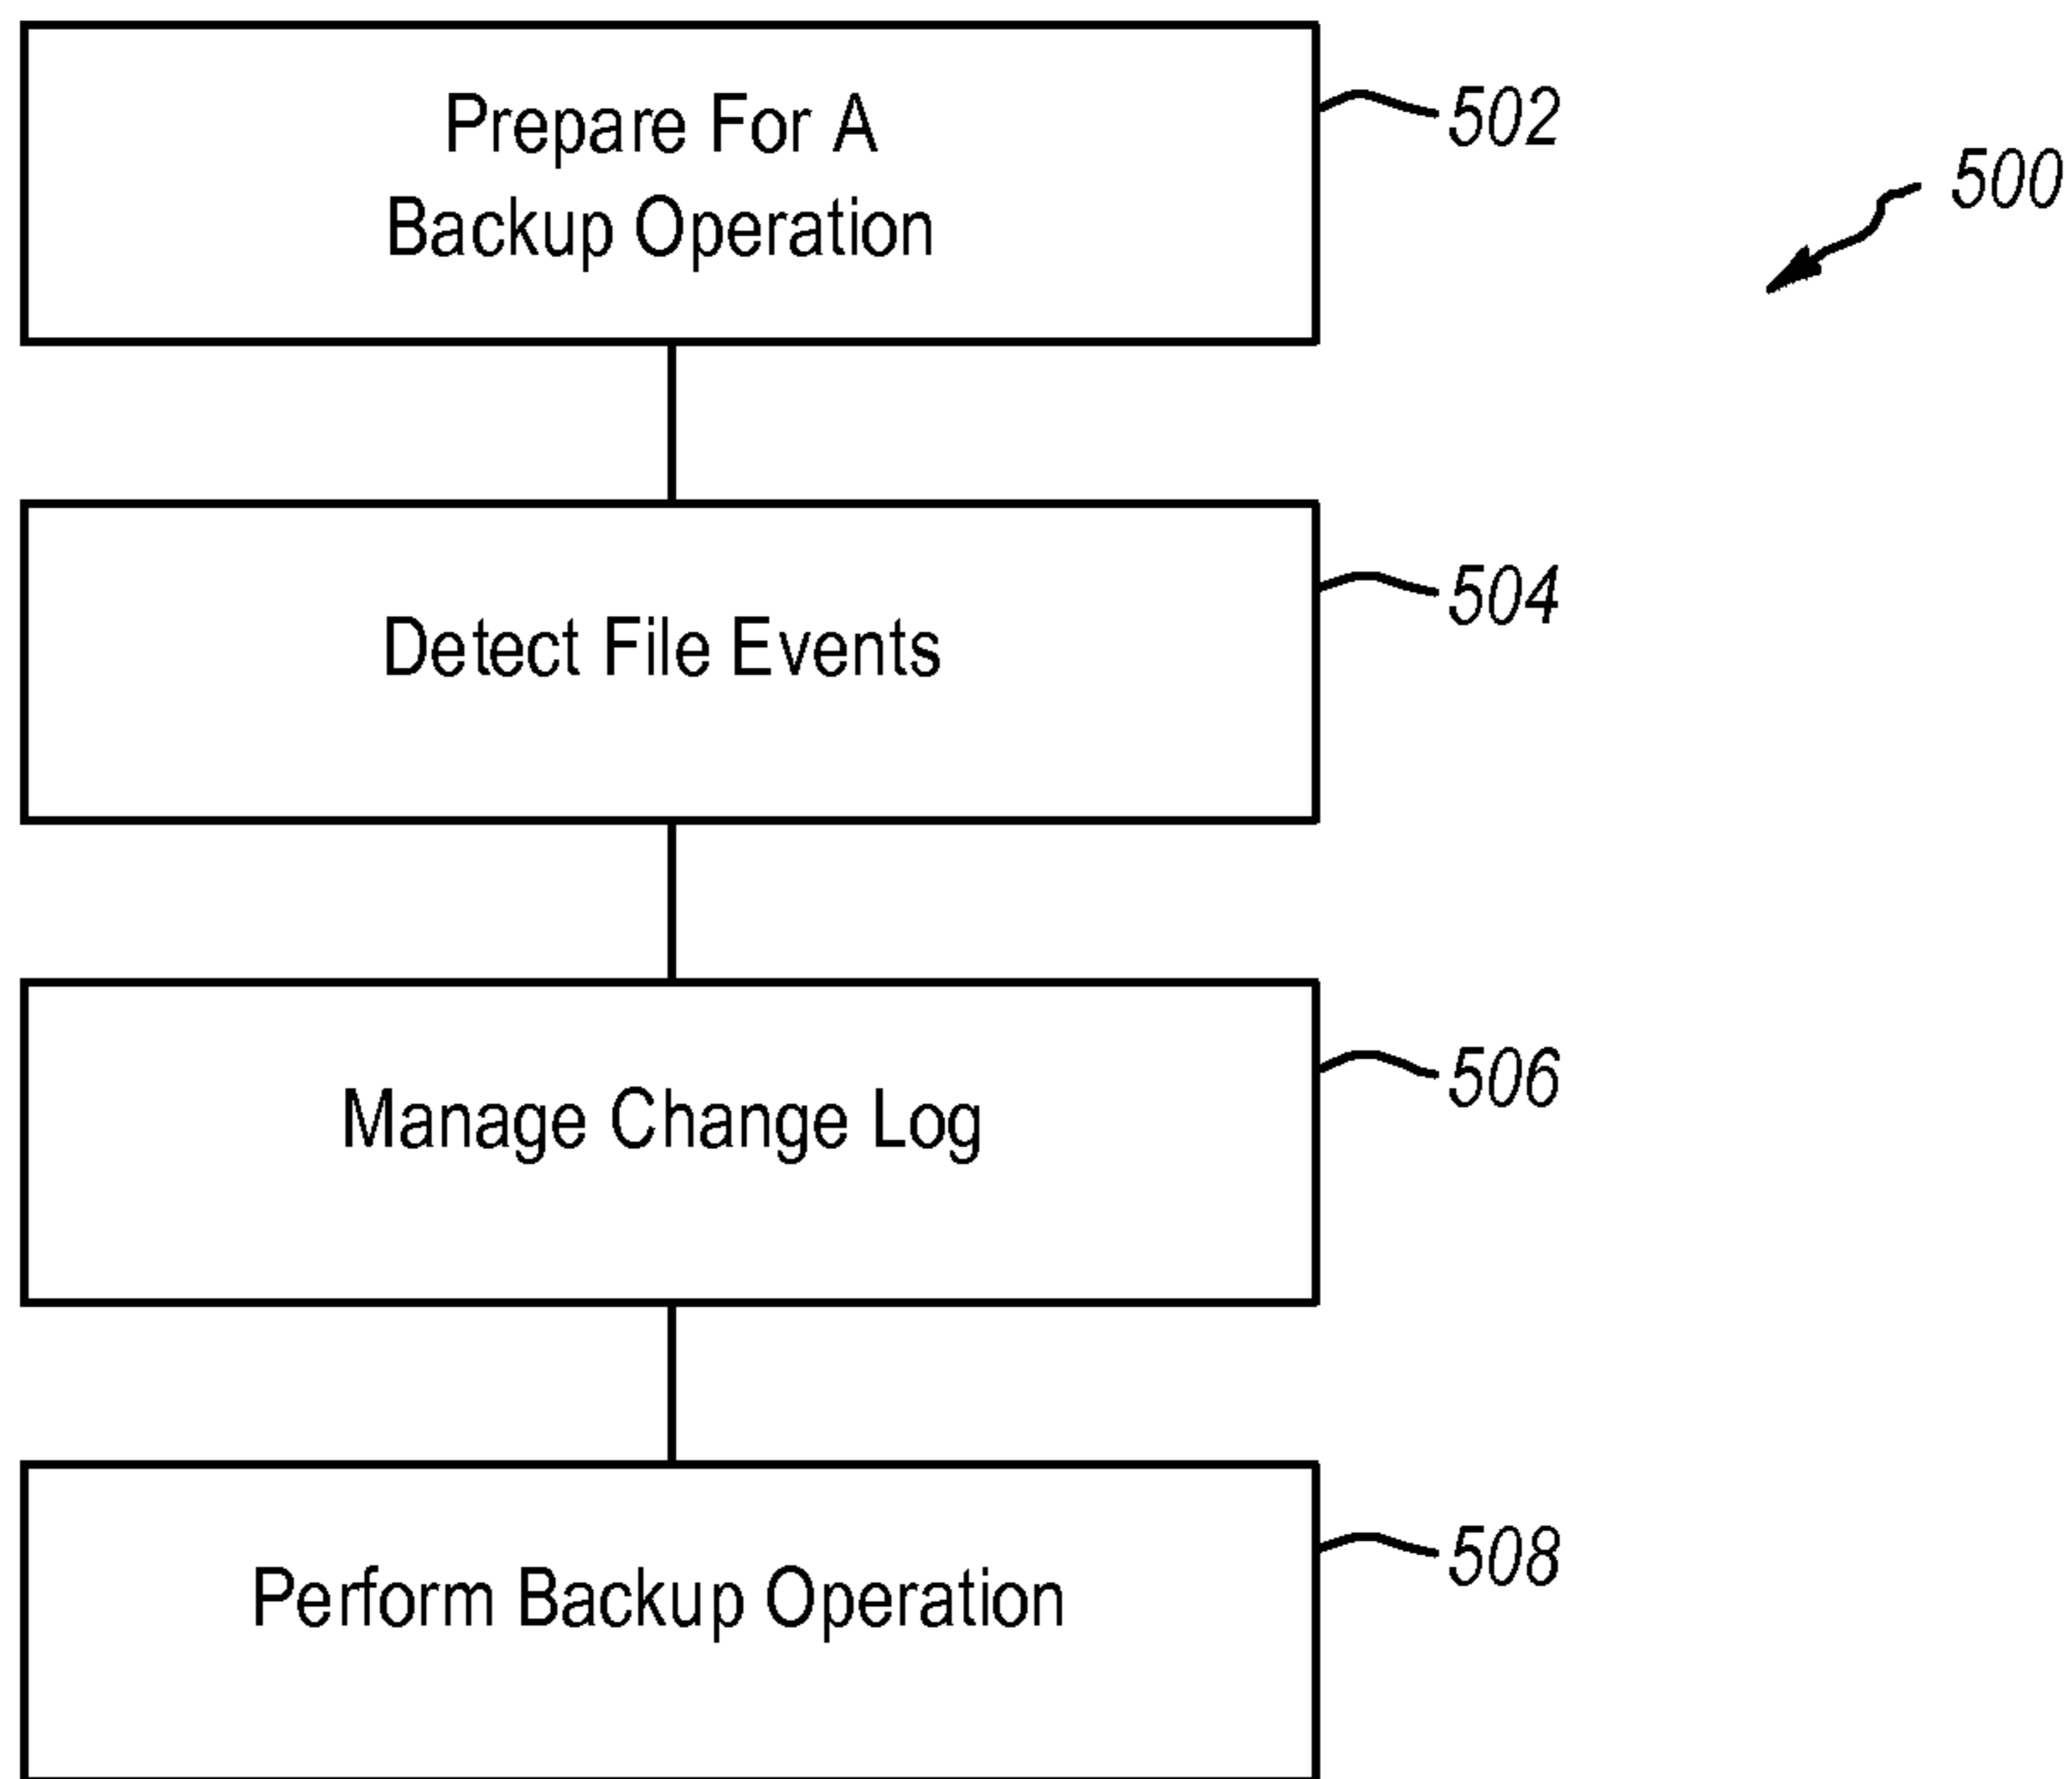 Prepare For A
Backup Operation
502
500
Detect File Events
504
Manage Change Log
506
Perform Backup Operation
508